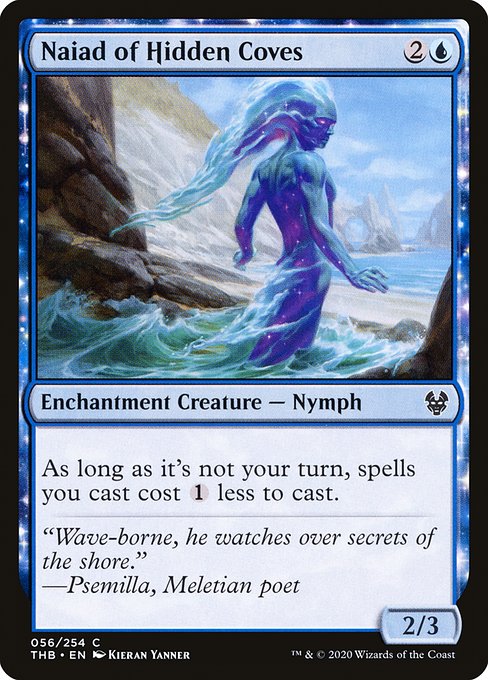 Naiad of Hidden Coves 2
Enchantment Creature — Nymph
As long as it's not your turn, spells
you cast cost 1 less to cast.
“Wave-borne, he watches over secrets of
the shore.”
—Psemilla, Meletian poet
2/3
056/254 C
THB • EN Kieran Yanner
™ & © 2020 Wizards of the Coast